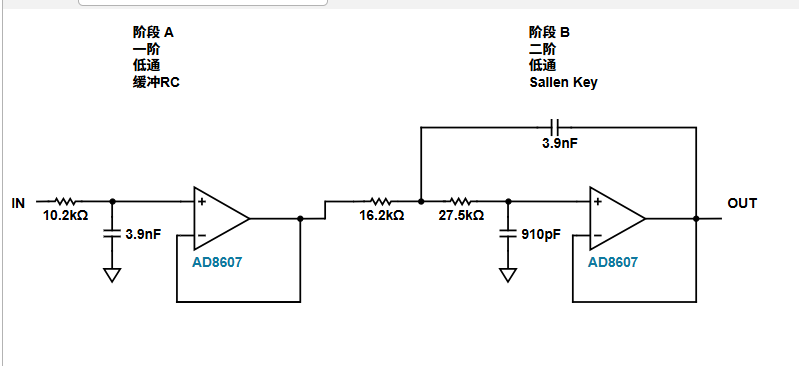 阶段 A
一阶
低通
缓冲RC
阶段 B
二阶
低通
Sallen Key
3.9nF
IN
10.2kΩ
3.9nF
+
−
AD8607
16.2kΩ
27.5kΩ
910pF
+
−
AD8607
OUT